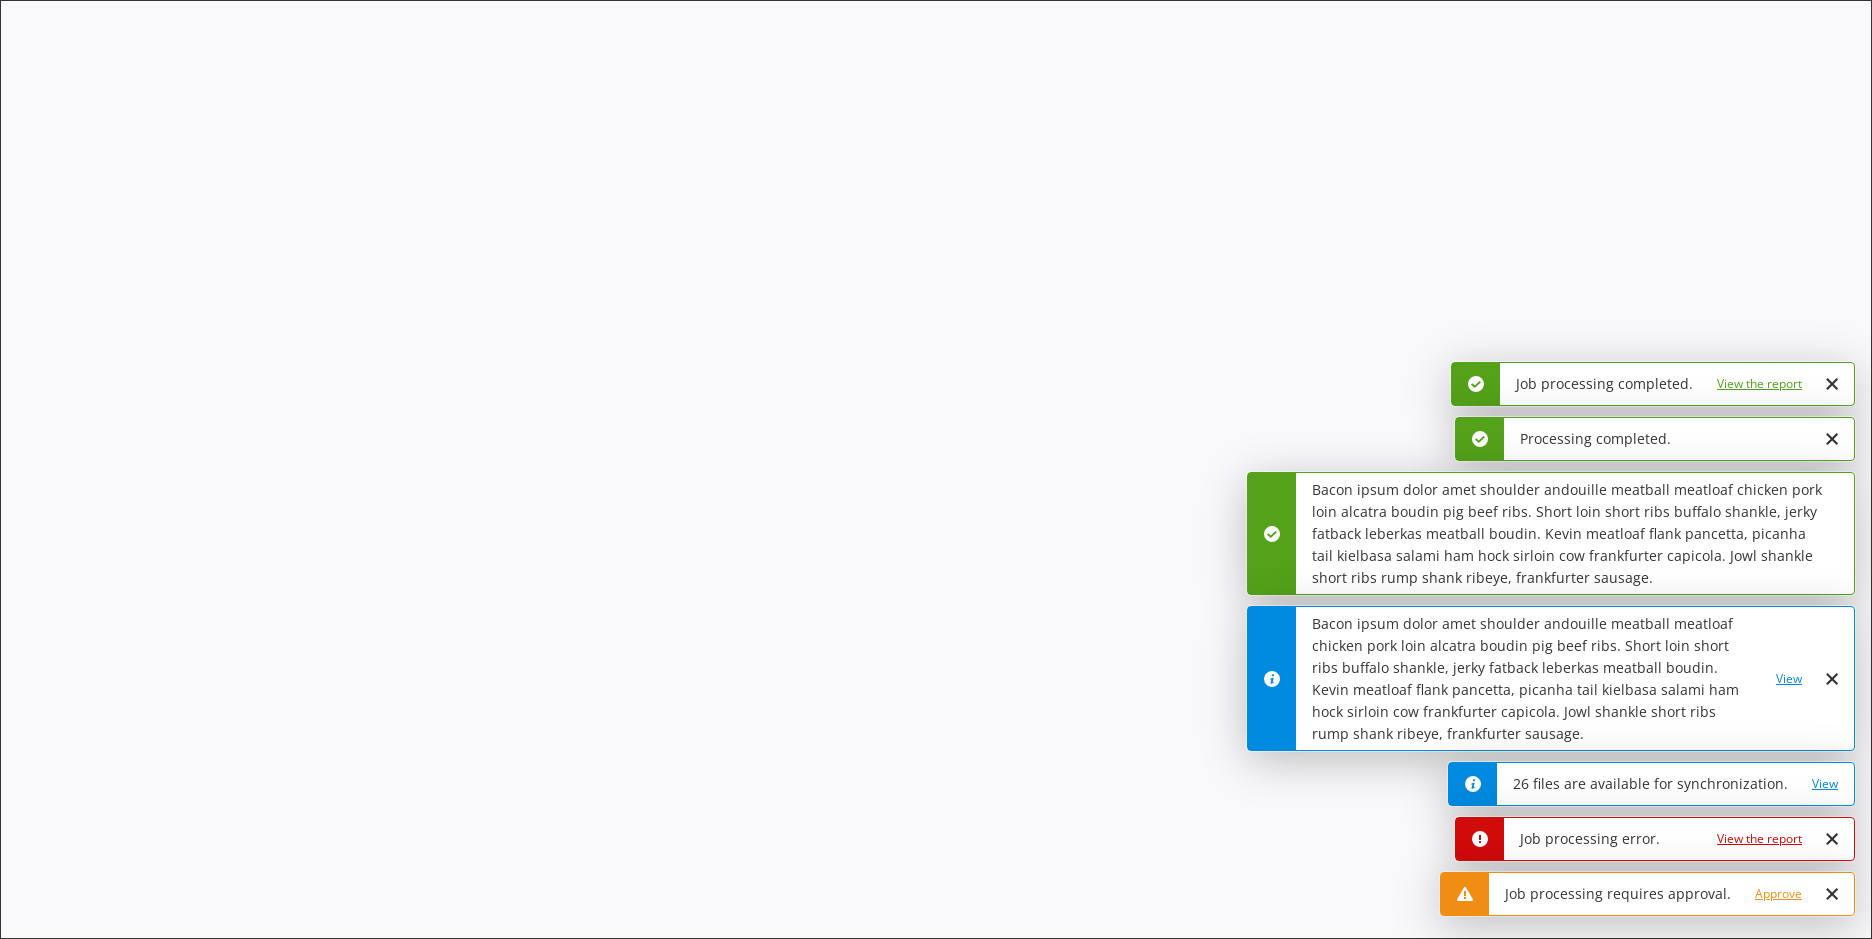 Job processing completed. View the report
Processing completed.
Bacon ipsum dolor amet shoulder andouille meatball meatloaf chicken pork
loin alcatra boudin pig beef ribs. Short loin short ribs buffalo shankle, jerky
fatback leberkas meatball boudin. Kevin meatloaf flank pancetta, picanha
tail kielbasa salami ham hock sirloin cow frankfurter capicola. Jowl shankle
short ribs rump shank ribeye, frankfurter sausage.
Bacon ipsum dolor amet shoulder andouille meatball meatloaf
chicken pork loin alcatra boudin pig beef ribs. Short loin short
ribs buffalo shankle, jerky fatback leberkas meatball boudin.
Kevin meatloaf flank pancetta, picanha tail kielbasa salami ham
hock sirloin cow frankfurter capicola. Jowl shankle short ribs
rump shank ribeye, frankfurter sausage.
View
26 files are available for synchronization. View
Job processing error. View the report
Job processing requires approval. Approve